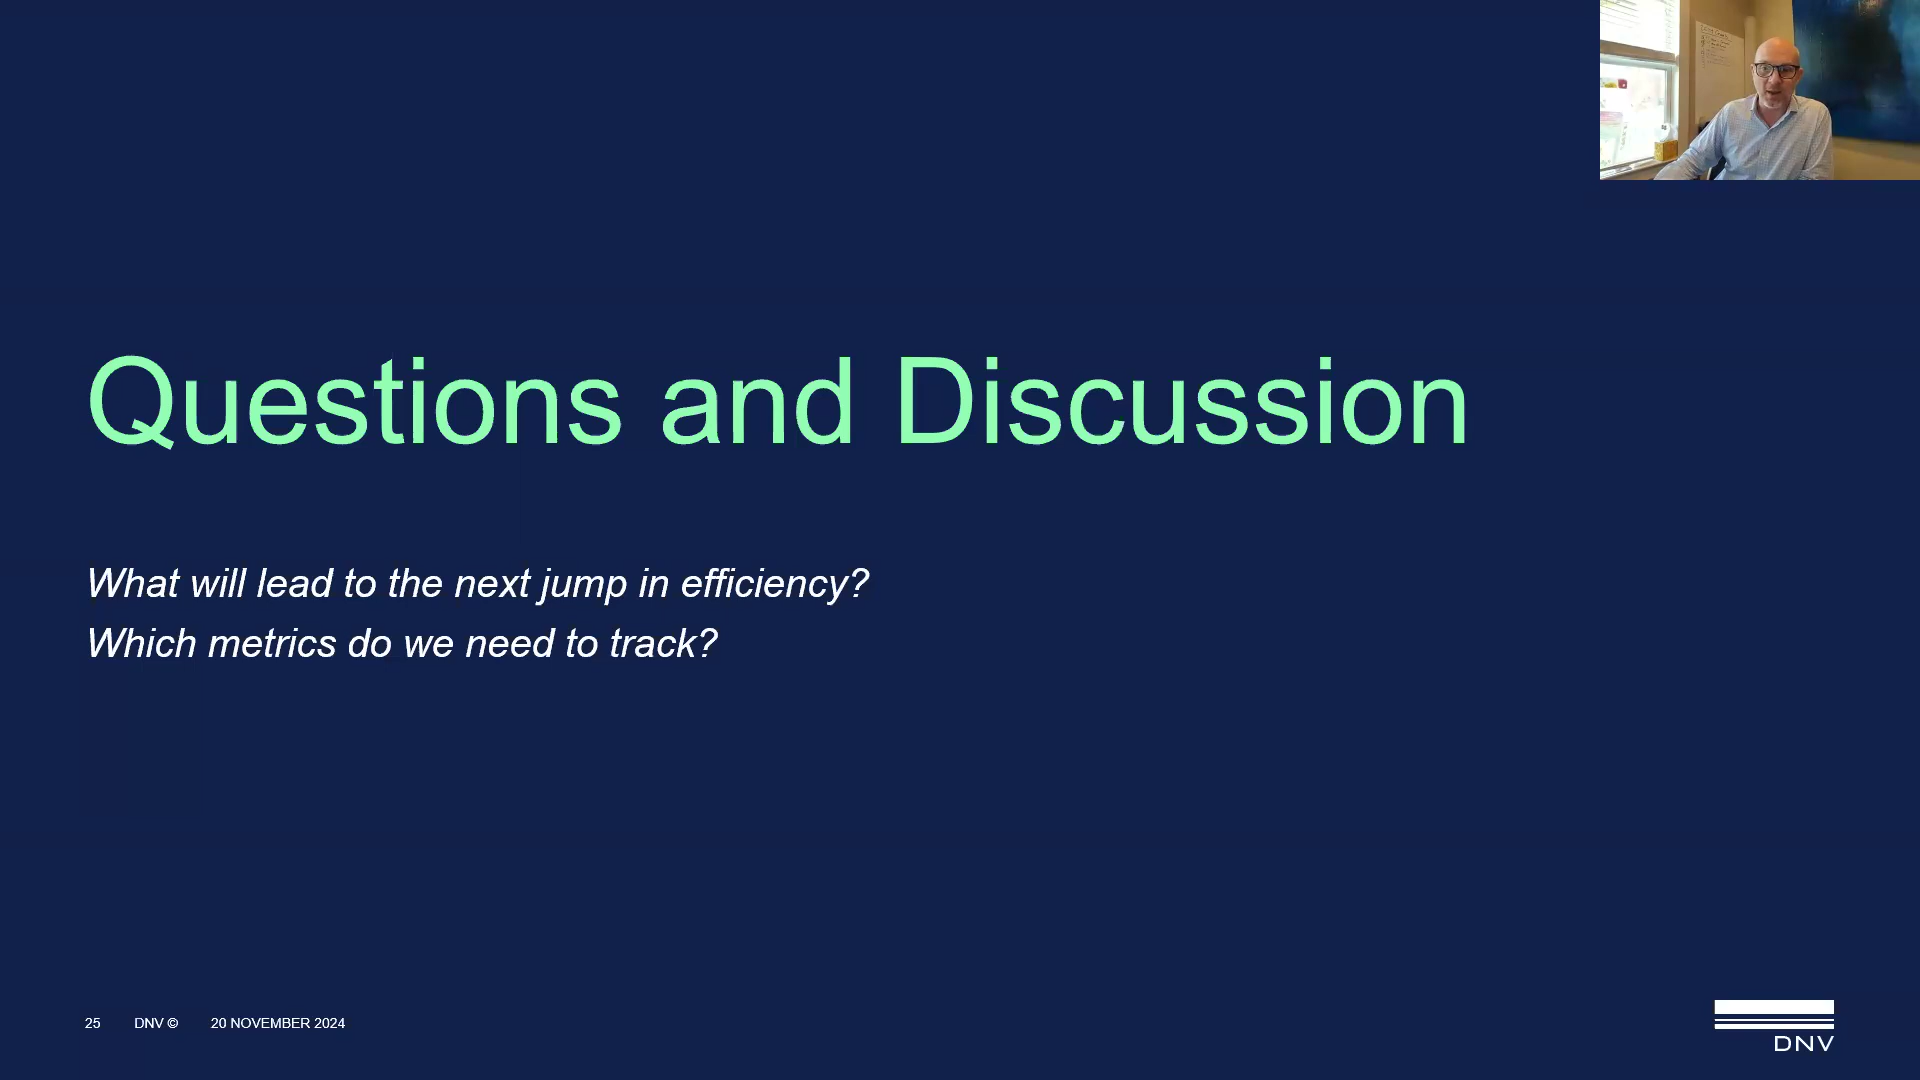 Questions and Discussion
What will lead to the next jump in efficiency?
Which metrics do we need to track?
25 DNV © 20 NOVEMBER 2024
DNV